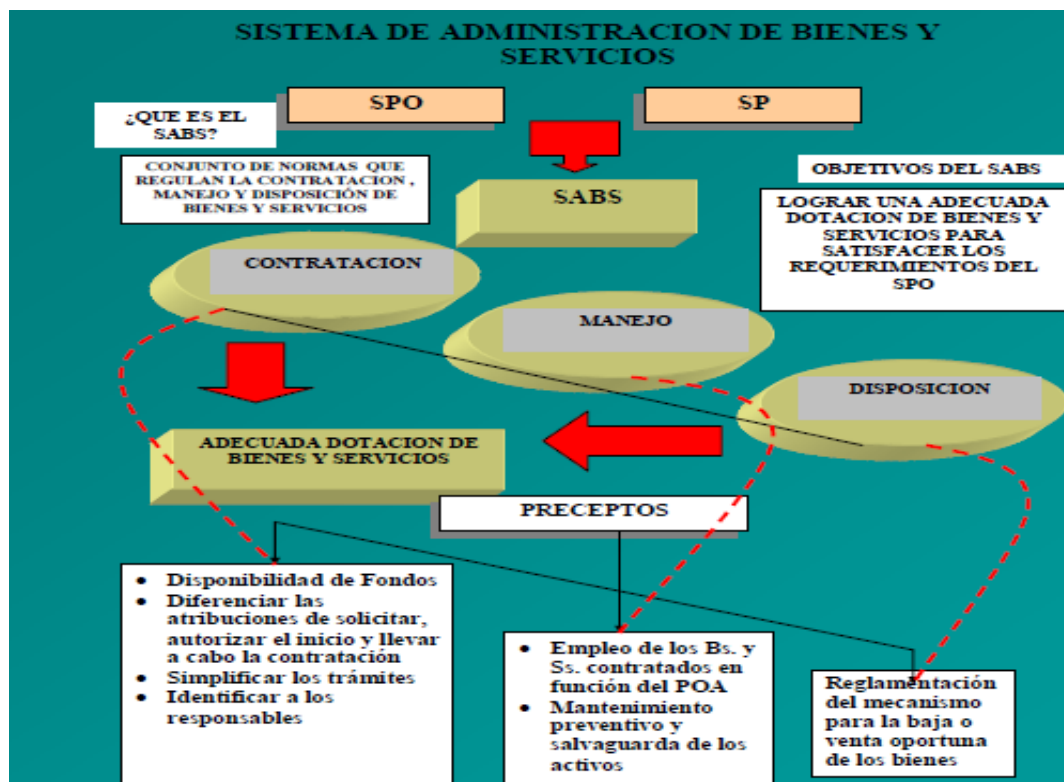 SISTEMA DE ADMINISTRACION DE BIENES Y
SERVICIOS
SPO
SP
¿QUE ES EL
SABS?
CONJUNTO DE NORMAS QUE
REGULAN LA CONTRATACION ,
MANEJO Y DISPOSICIÓN DE
BIENES Y SERVICIOS
SABS
OBJETIVOS DEL SABS
LOGRAR UNA ADECUADA
DOTACION DE BIENES Y
SERVICIOS PARA
SATISFACER LOS
REQUERIMIENTOS DEL
SPO
CONTRATACION
MANEJO
DISPOSICION
ADECUADA DOTACION DE
BIENES Y SERVICIOS
PRECEPTOS
• Disponibilidad de Fondos
• Diferenciar las
atribuciones de solicitar,
autorizar el inicio y llevar
a cabo la contratación
• Simplificar los trámites
• Identificar a los
responsables
• Empleo de los Bs. y
Ss. contratados en
función del POA
• Mantenimiento
preventivo y
salvaguarda de los
activos
Reglamentación
del mecanismo
para la baja o
venta oportuna
de los bienes